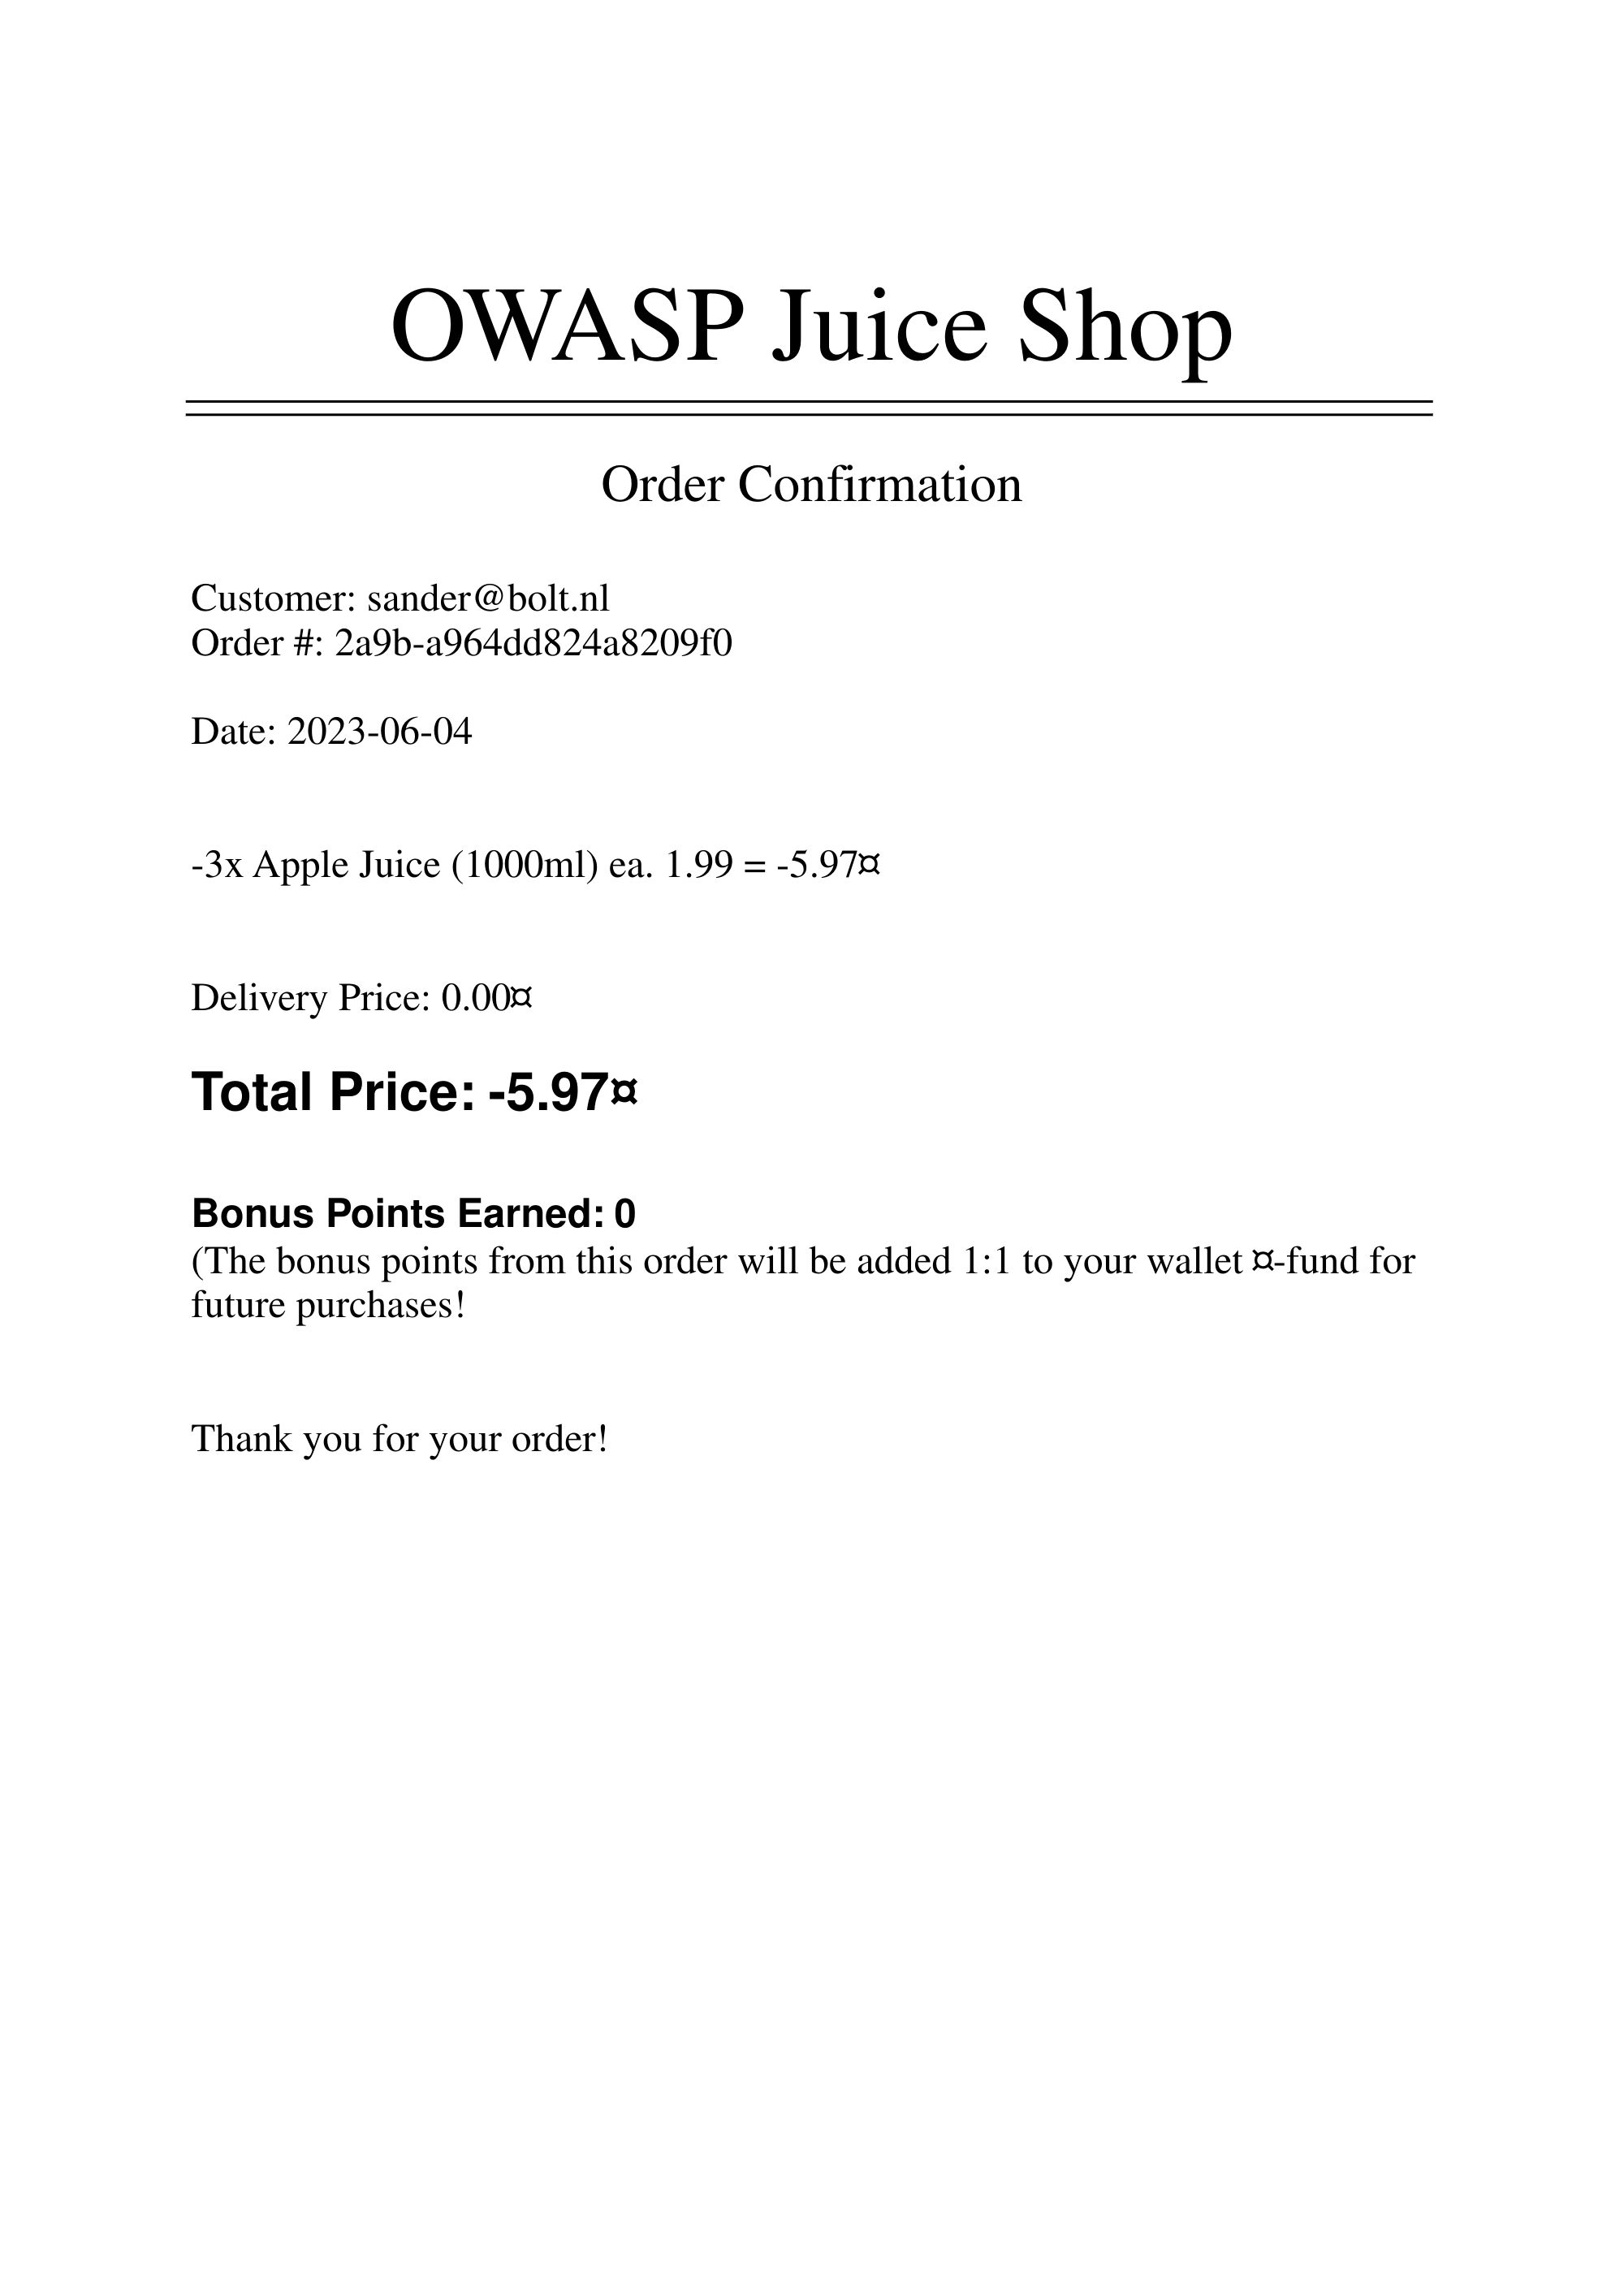 OWASP Juice Shop
Order Confirmation
Customer: sander@bolt.nl
Order #: 2a9b-a964dd824a8209f0
Date: 2023-06-04
-3x Apple Juice (1000ml) ea. 1.99 = -5.97¤
Delivery Price: 0.00¤
Total Price: -5.97¤
Bonus Points Earned: 0
(The bonus points from this order will be added 1:1 to your wallet ¤-fund for
future purchases!
Thank you for your order!